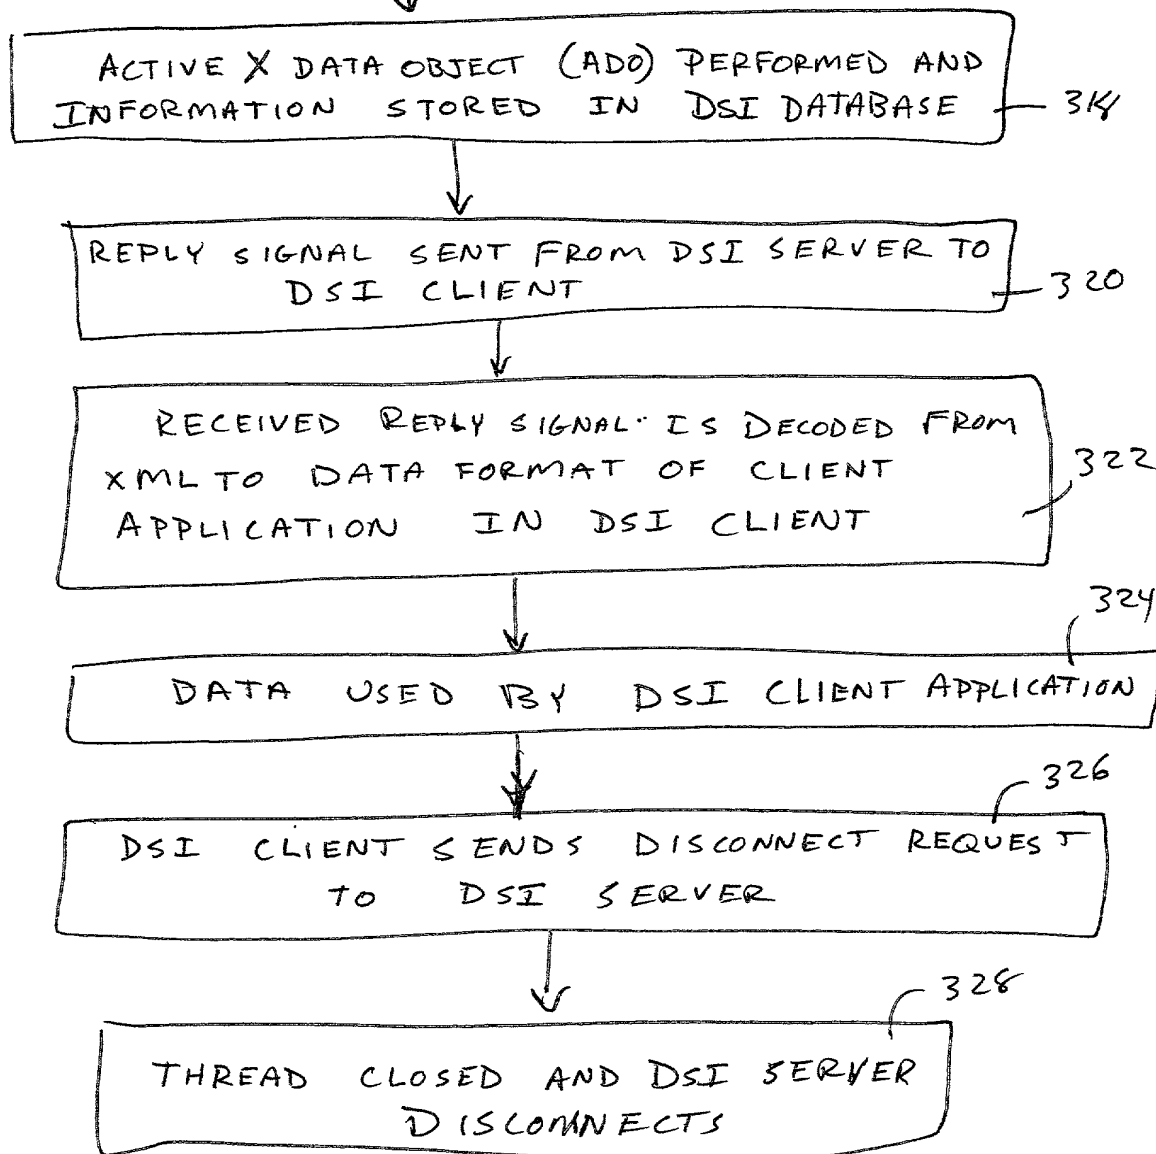 ACTIVE X DATA OBJECT (ADO) PERFORMED AND
INFORMATION STORED IN DSI DATABASE
REPLY SIGNAL SENT FROM DSI SERVER TO
DSI CLIENT
320
RECEIVED REPLY SIGNAL IS DECODED FROM
XML TO DATA FORMAT OF CLIENT
APPLICATION IN DSI CLIENT
322
324
DATA USED BY DSI CLIENT APPLICATION
326
DSI CLIENT SENDS DISCONNECT REQUEST
TO DSI SERVER
328
THREAD CLOSED AND DSI SERVER
DISCONNECTS